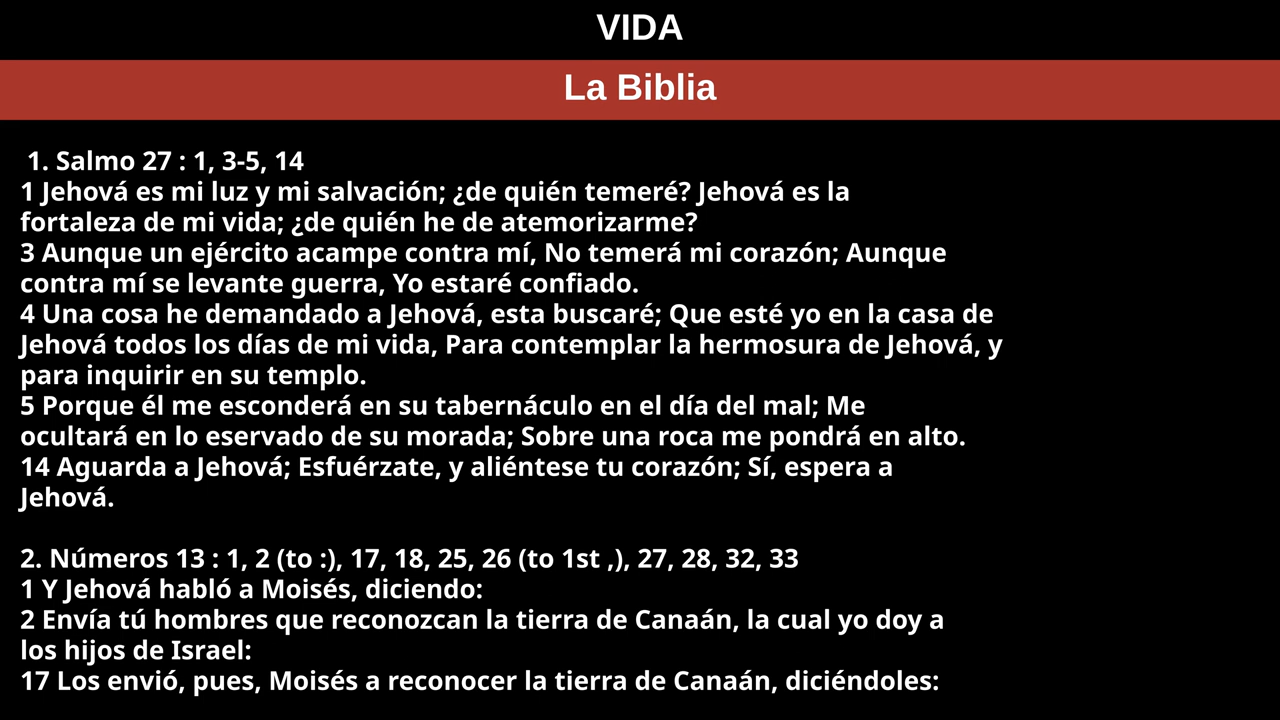 VIDA
La Biblia
1. Salmo 27 : 1, 3-5, 14
1 Jehová es mi luz y mi salvación; ¿de quién temeré? Jehová es la
fortaleza de mi vida; ¿de quién he de atemorizarme?
3 Aunque un ejército acampe contra mí, No temerá mi corazón; Aunque
contra mí se levante guerra, Yo estaré confiado.
4 Una cosa he demandado a Jehová, esta buscaré; Que esté yo en la casa de
Jehová todos los días de mi vida, Para contemplar la hermosura de Jehová, y
para inquirir en su templo.
5 Porque él me esconderá en su tabernáculo en el día del mal; Me
ocultará en lo eservado de su morada; Sobre una roca me pondrá en alto.
14 Aguarda a Jehová; Esfuérzate, y aliéntese tu corazón; Sí, espera a
Jehová.
2. Números 13 : 1, 2 (to :), 17, 18, 25, 26 (to 1st ,), 27, 28, 32, 33
1 Y Jehová habló a Moisés, diciendo:
2 Envía tú hombres que reconozcan la tierra de Canaán, la cual yo doy a
los hijos de Israel:
17 Los envió, pues, Moisés a reconocer la tierra de Canaán, diciéndoles: